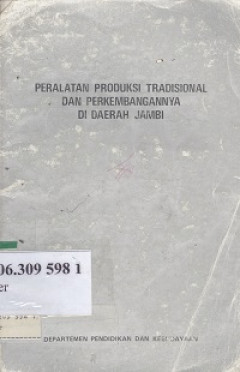 PERALATAN PRODUKSI TRADISIONAL
DAN PERKEMBANGANNYA
DI DAERAH JAMBI
06.309 598 1
er
DEPARTEMEN PENDIDIKAN DAN KEBUDAYAAN